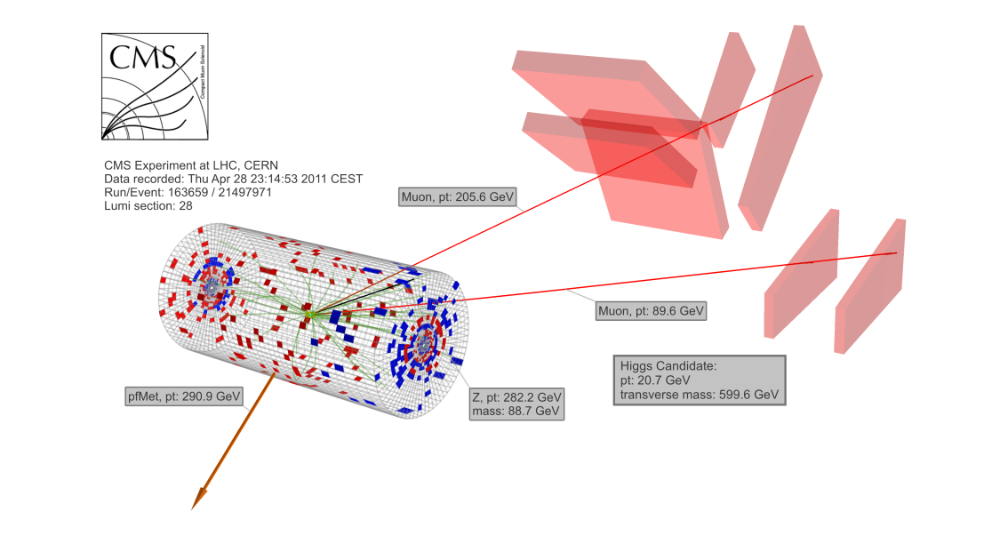 CMS
Compact Muon Solenoid
CMS Experiment at LHC, CERN
Data recorded: Thu Apr 28 23:14:53 2011 CEST
Run/Event: 163659 / 21497971
Lumi section: 28
Muon, pt: 205.6 GeV
Muon, pt: 89.6 GeV
Higgs Candidate:
pt: 20.7 GeV
transverse mass: 599.6 GeV
pfMet, pt: 290.9 GeV
Z, pt: 282.2 GeV
mass: 88.7 GeV